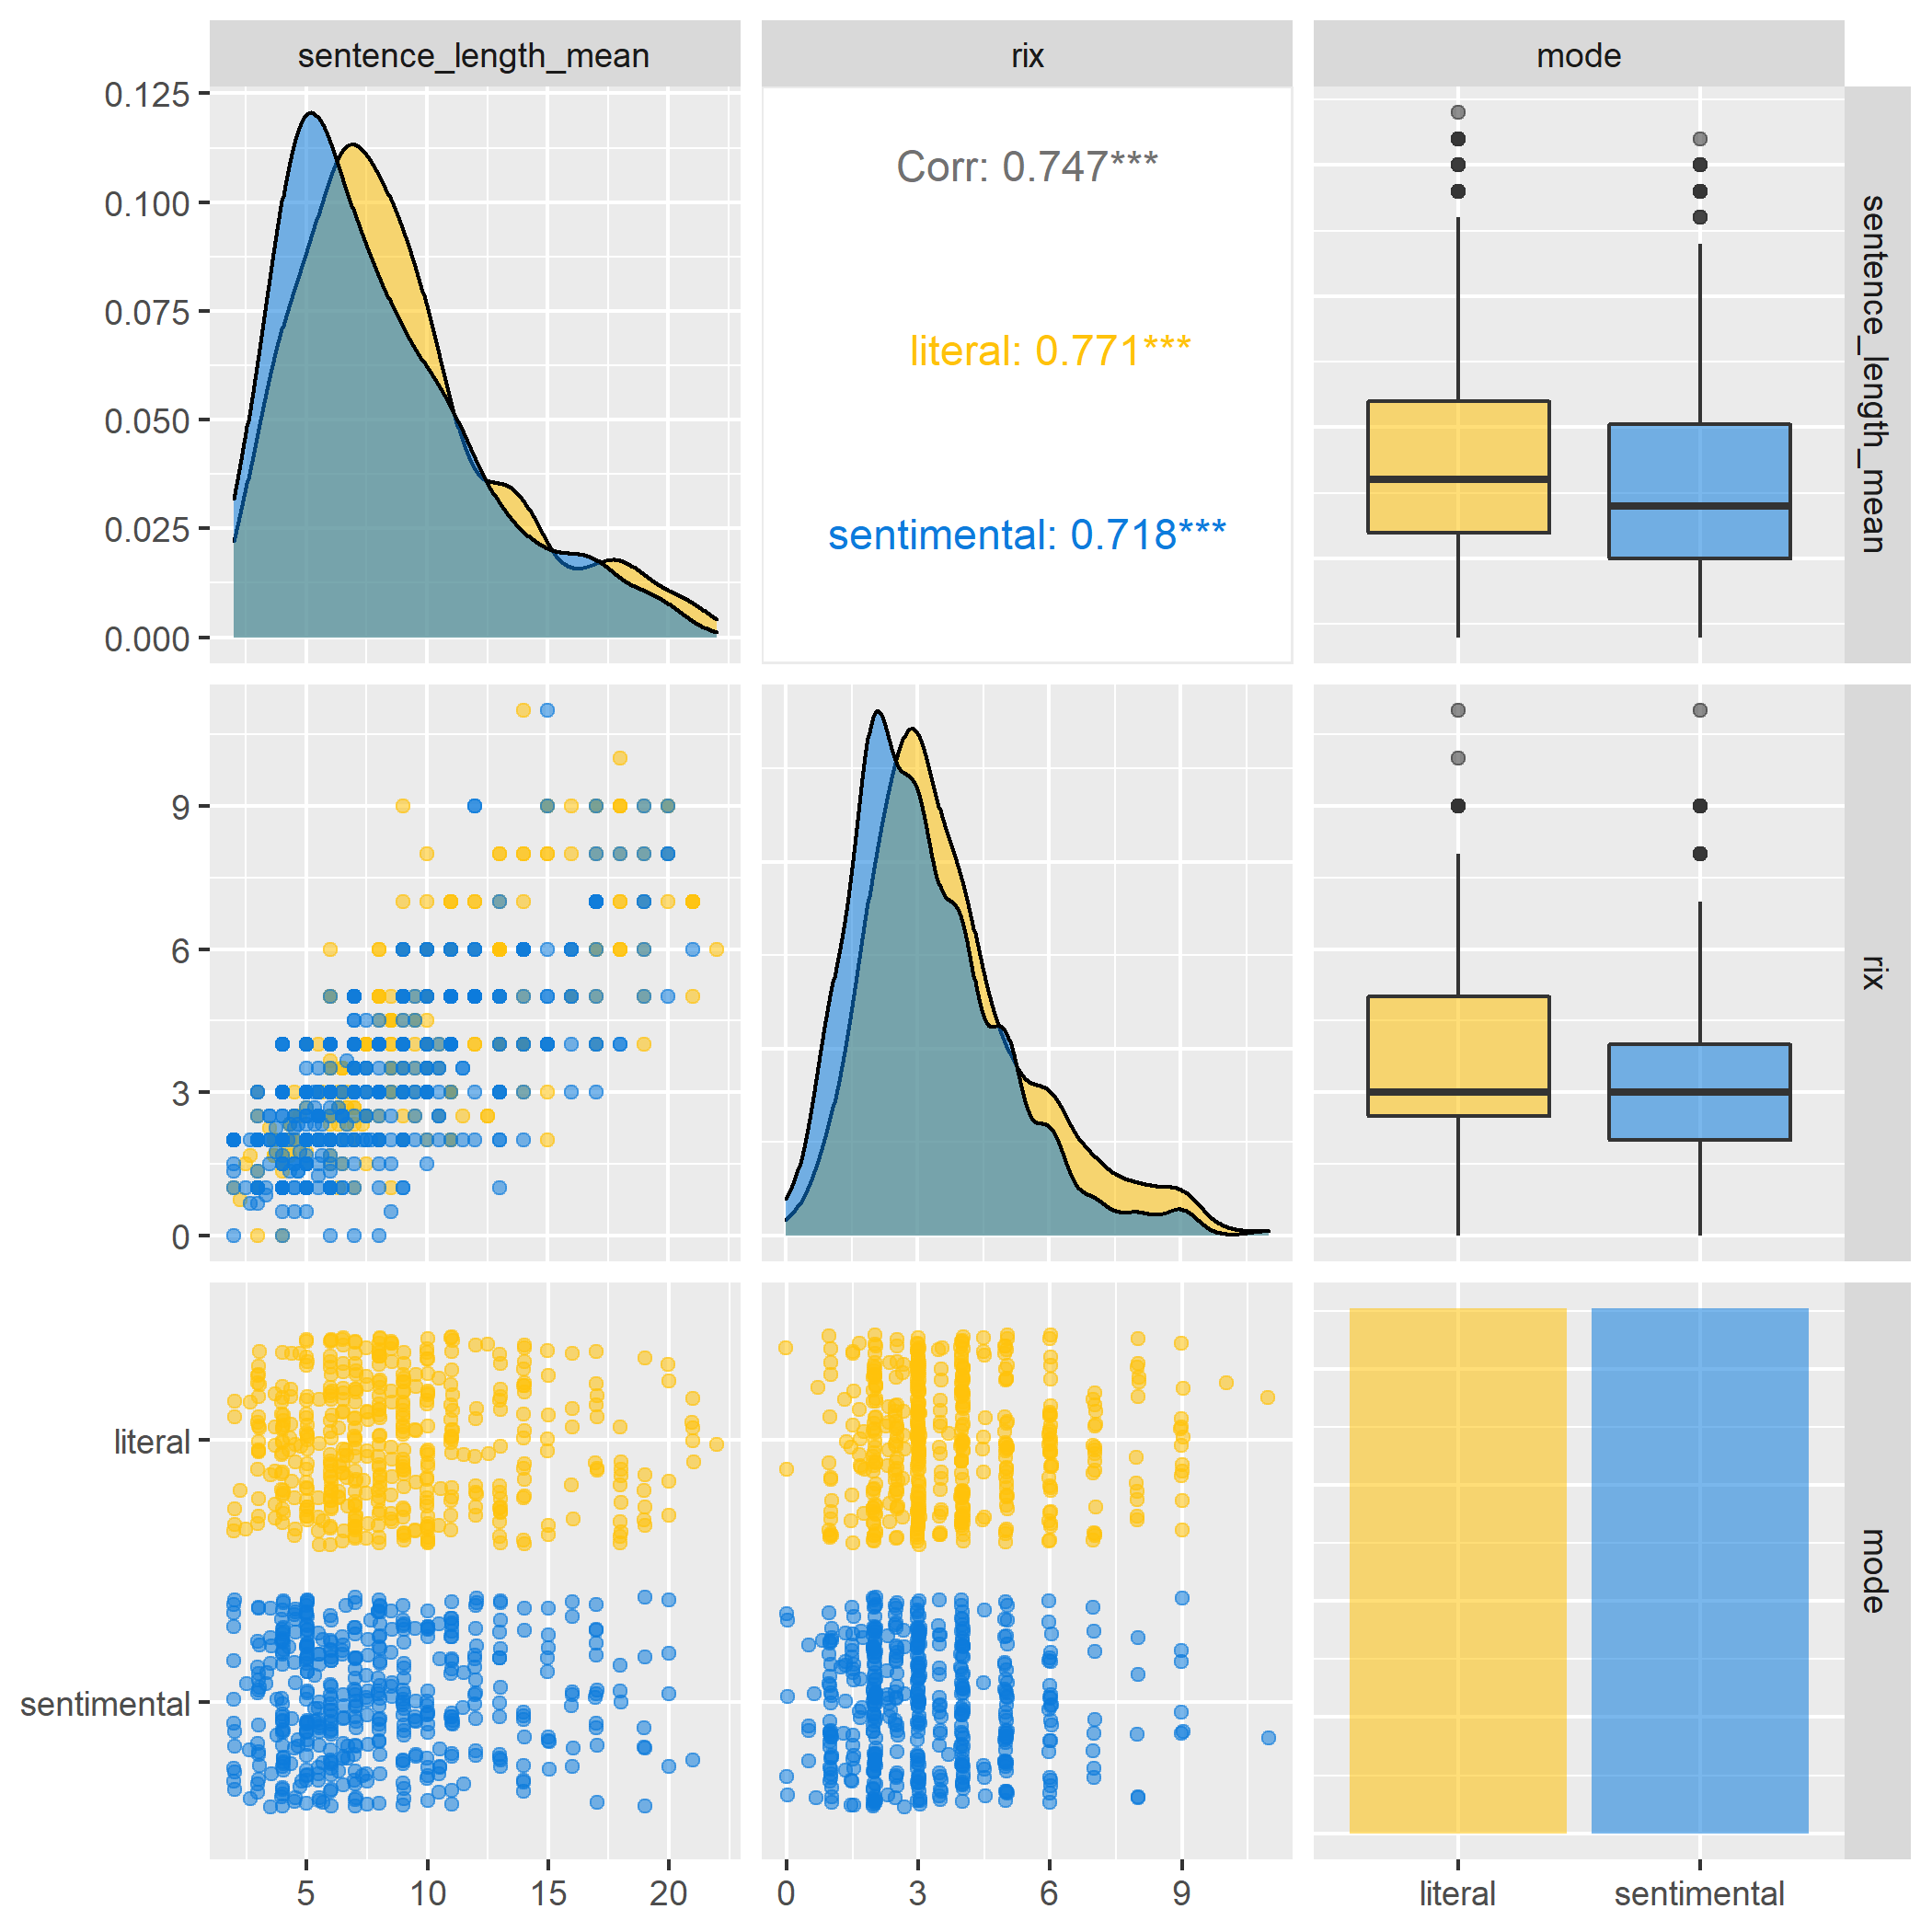 sentence_length_mean
rix
mode
0.125
0.100
0.075
0.050
0.025
0.000
Corr: 0.747***
literal: 0.771***
sentimental: 0.718***
sentence_length_mean
9
6
3
0
rix
literal
sentimental
mode
5 10 15 20
0 3 6 9
literal sentimental